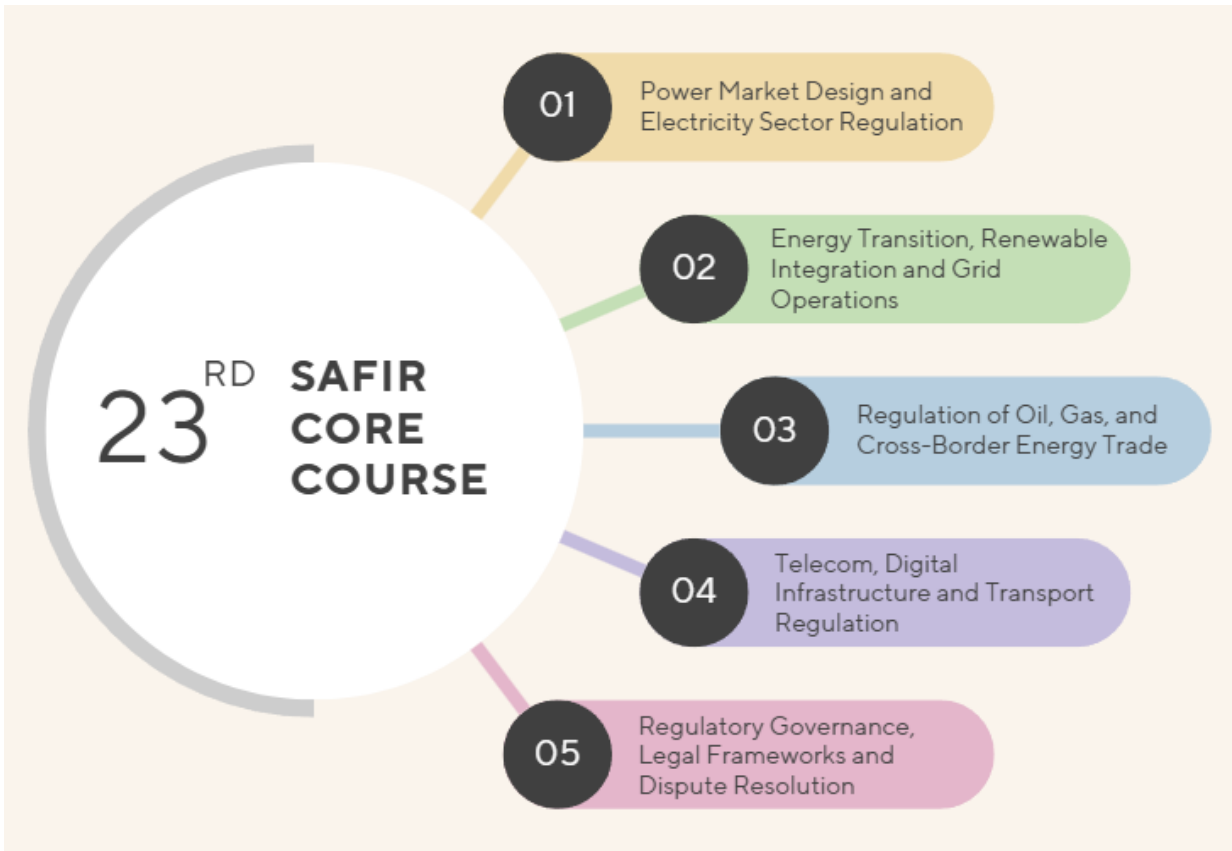 23RD
SAFIR
CORE
COURSE
01
Power Market Design and
Electricity Sector Regulation
02
Energy Transition, Renewable
Integration and Grid
Operations
03
Regulation of Oil, Gas, and
Cross-Border Energy Trade
04
Telecom, Digital
Infrastructure and Transport
Regulation
05
Regulatory Governance,
Legal Frameworks and
Dispute Resolution